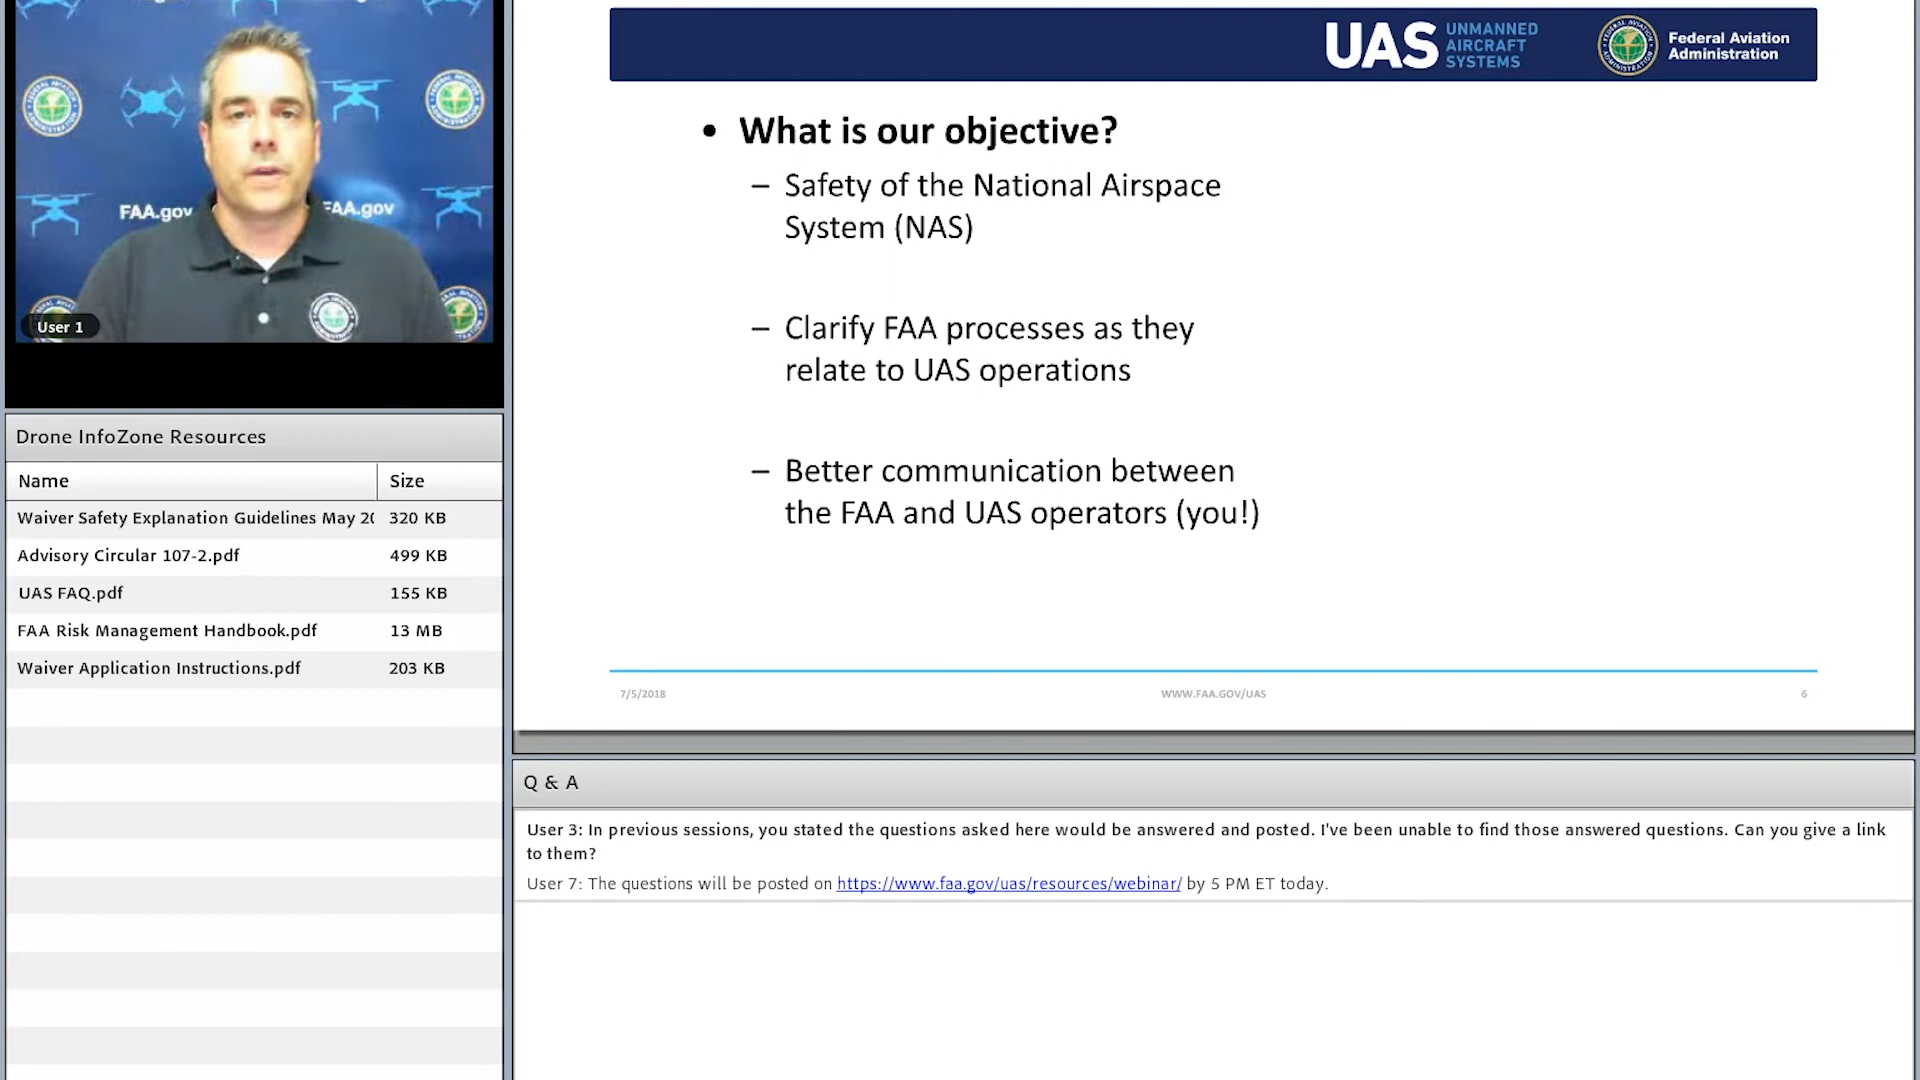 FAA.gov
FAA.gov
User 1
Drone InfoZone Resources
Name Size
Waiver Safety Explanation Guidelines May 20 320 KB
Advisory Circular 107-2.pdf 499 KB
UAS FAQ.pdf 155 KB
FAA Risk Management Handbook.pdf 13 MB
Waiver Application Instructions.pdf 203 KB
UAS UNMANNED
AIRCRAFT
SYSTEMS
Federal Aviation
Administration
• What is our objective?
– Safety of the National Airspace
System (NAS)
– Clarify FAA processes as they
relate to UAS operations
– Better communication between
the FAA and UAS operators (you!)
7/5/2018 WWW.FAA.GOV/UAS 6
Q & A
User 3: In previous sessions, you stated the questions asked here would be answered and posted. I've been unable to find those answered questions. Can you give a link
to them?
User 7: The questions will be posted on https://www.faa.gov/uas/resources/webinar/ by 5 PM ET today.